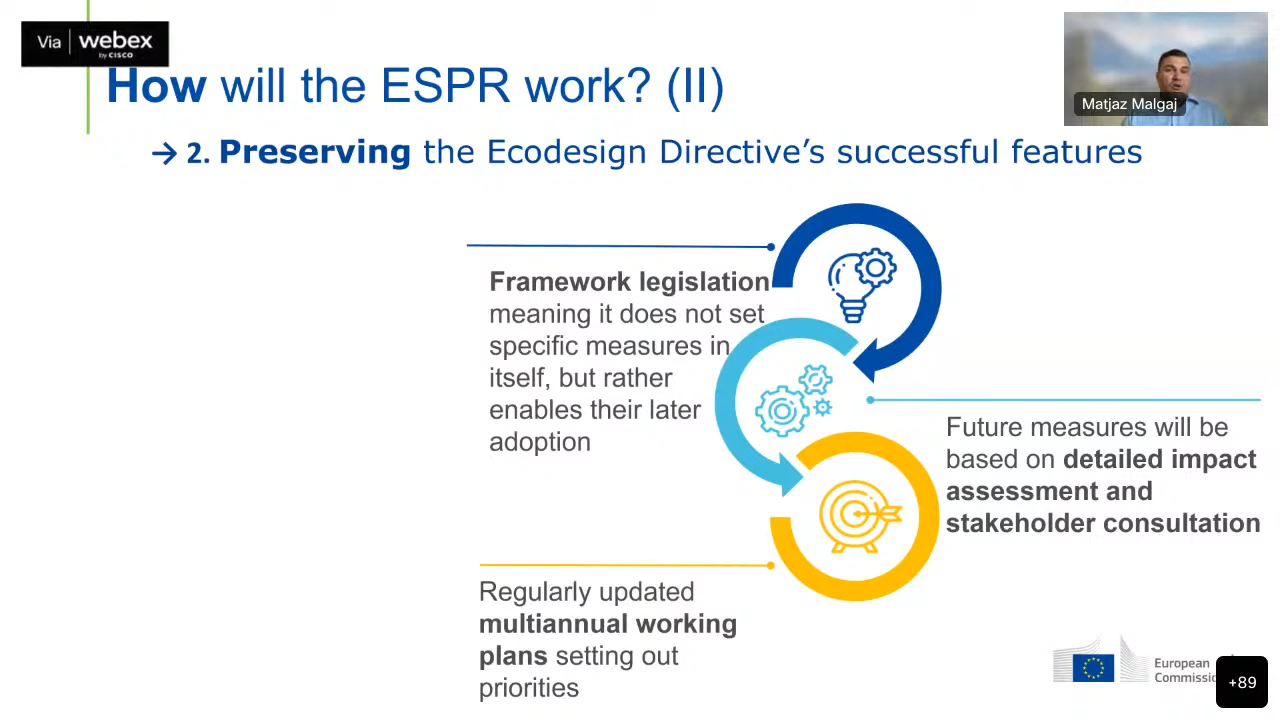 Via webex
by CISCO
How will the ESPR work? (II)
Matjaz Malgaj
→ 2. Preserving the Ecodesign Directive’s successful features
Framework legislation
meaning it does not set
specific measures in
itself, but rather
enables their later
adoption
Future measures will be
based on detailed impact
assessment and
stakeholder consultation
Regularly updated
multiannual working
plans setting out
priorities
European
+89